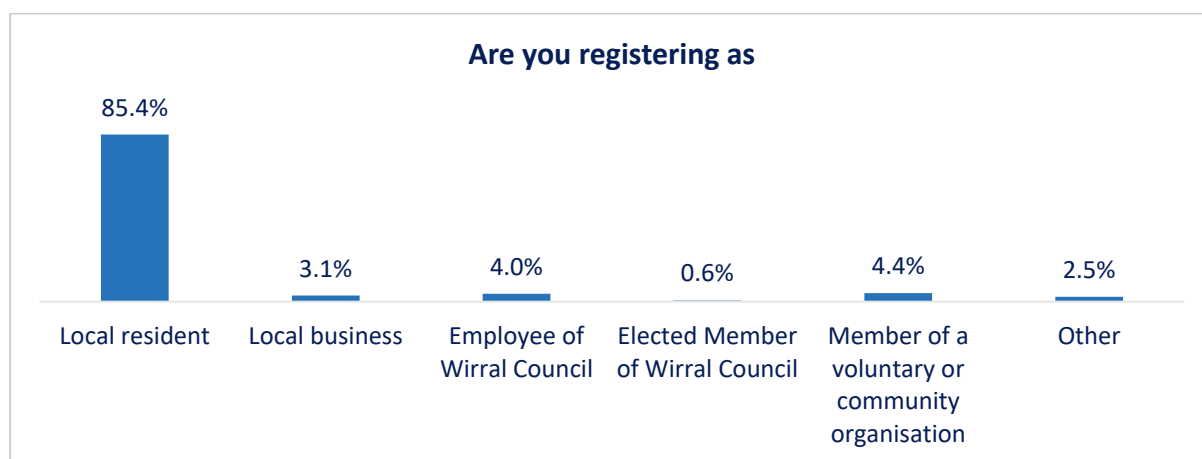 Are you registering as
85.4%
3.1%
4.0%
0.6%
4.4%
2.5%
Local resident
Local business
Employee of
Wirral Council
Elected Member
of Wirral Council
Member of a
voluntary or
community
organisation
Other